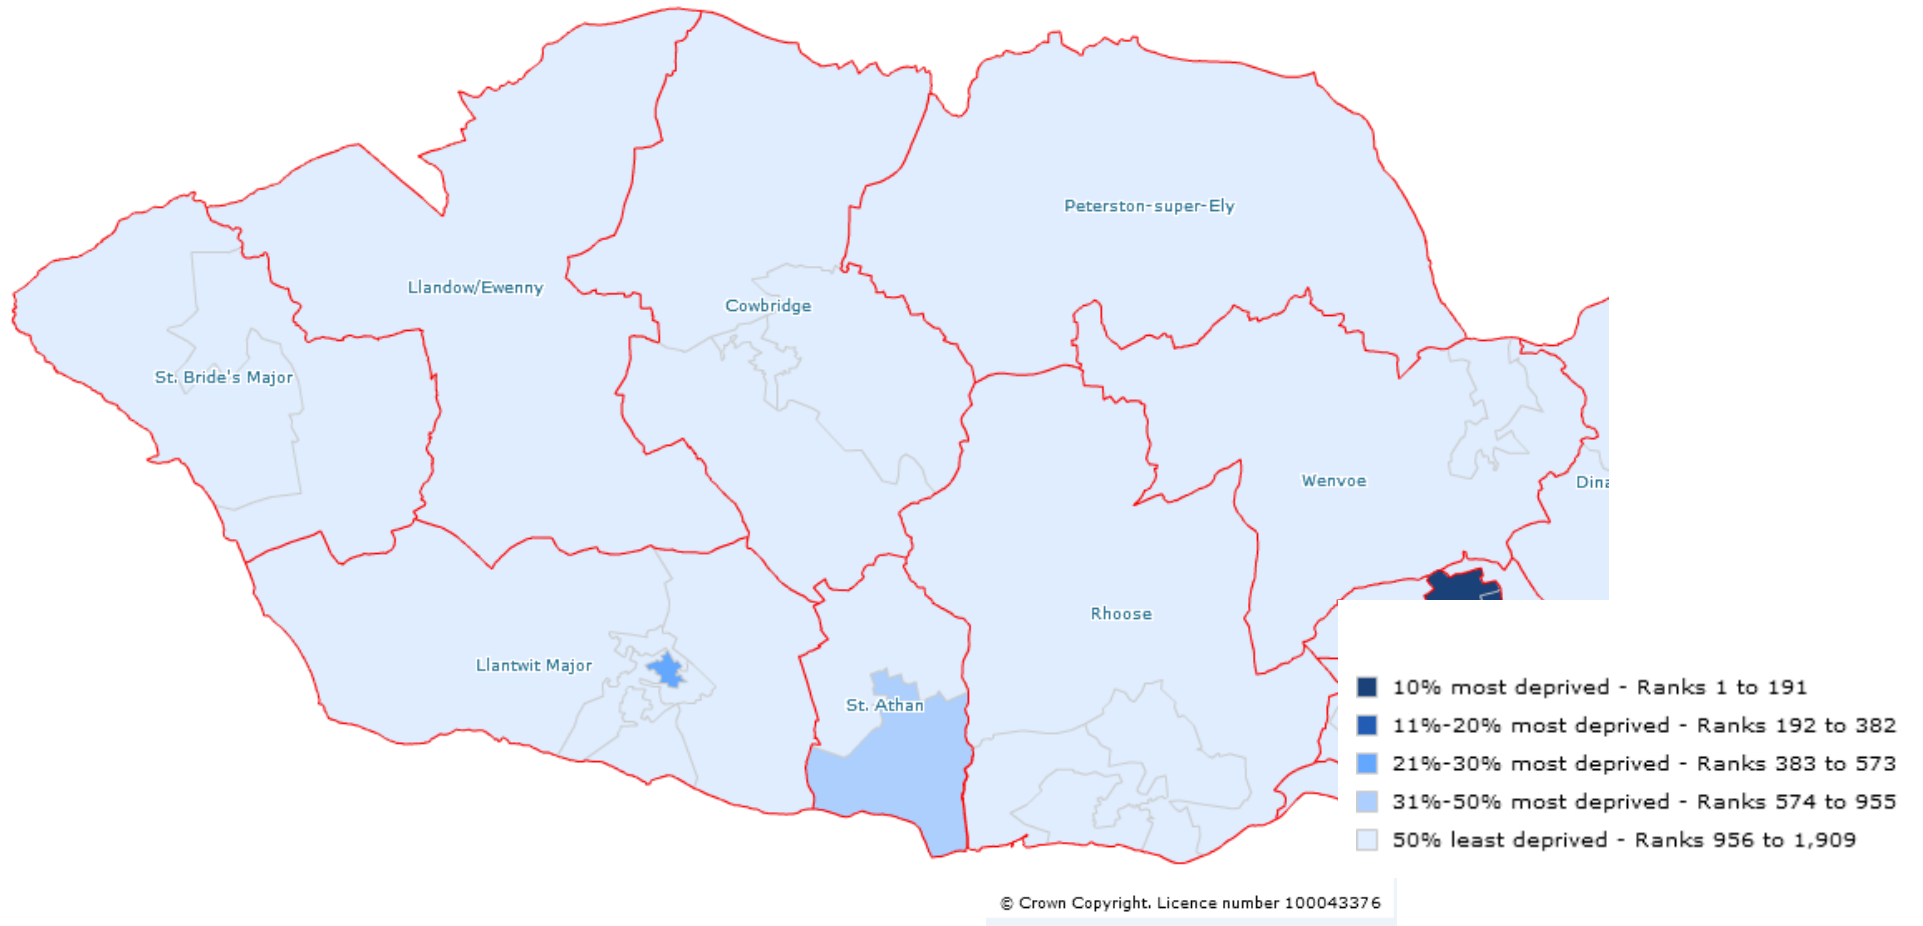 Peterston-super-Ely
Llandow/Ewenny
Cowbridge
St. Bride's Major
Wenvoe
Dina
Rhoose
Llantwit Major
St. Athan
10% most deprived - Ranks 1 to 191
11%-20% most deprived - Ranks 192 to 382
21%-30% most deprived - Ranks 383 to 573
31%-50% most deprived - Ranks 574 to 955
50% least deprived - Ranks 956 to 1,909
© Crown Copyright. Licence number 100043376